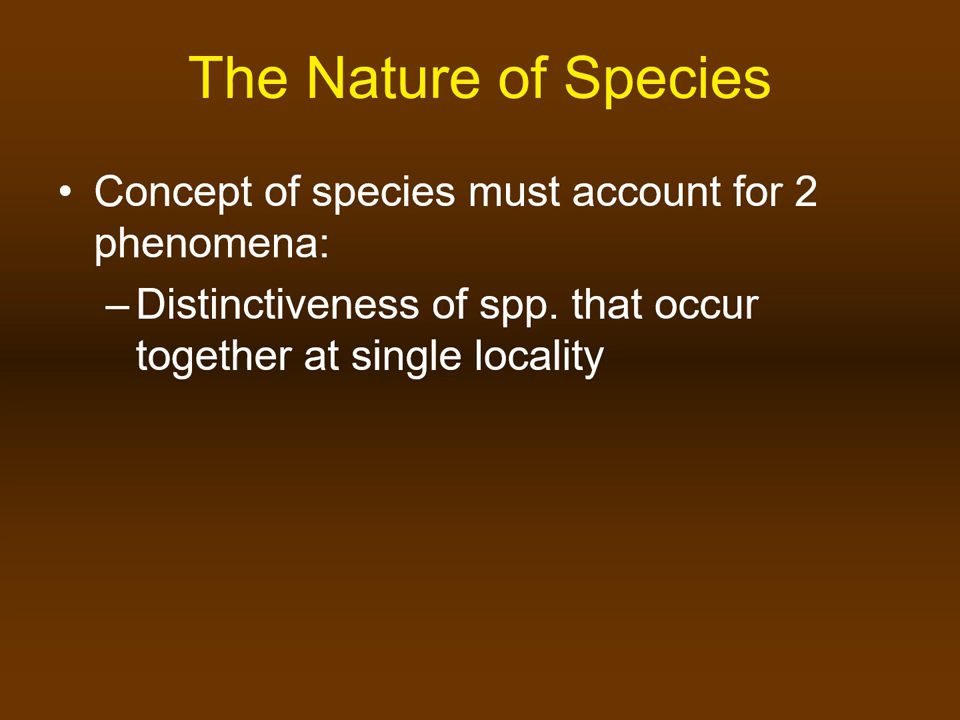 The Nature of Species
• Concept of species must account for 2
phenomena:
–Distinctiveness of spp. that occur
together at single locality